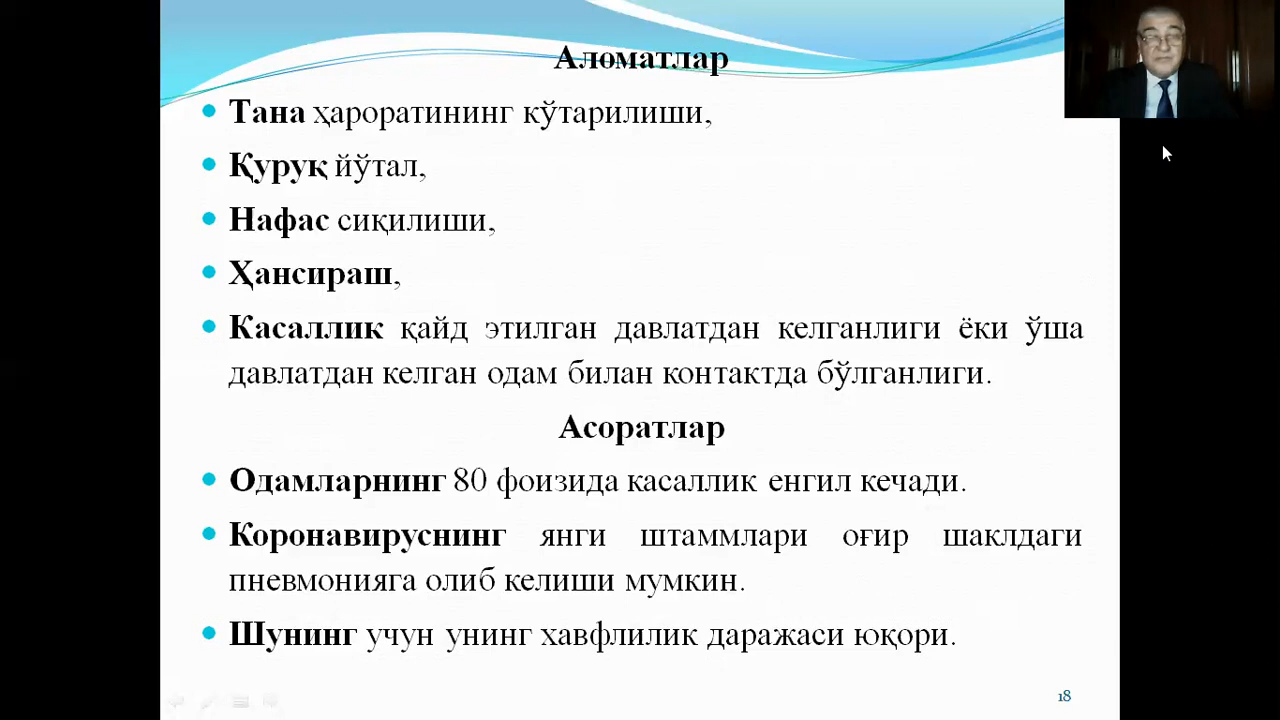 Аломатлар
Тана ҳароратининг кўтарилиши,
Қуруқ йўтал,
Нафас сиқилиши,
Ҳансираш,
Касаллик қайд этилган давлатдан келганлиги ёки ўша
давлатдан келган одам билан контактда бўлганлиги.
Асоратлар
Одамларнинг 80 фоизида касаллик енгил кечади.
Коронавируснинг янги штаммлари оғир шаклдаги
пневмонияга олиб келиши мумкин.
Шунинг учун унинг хавфлилик даражаси юқори.
18